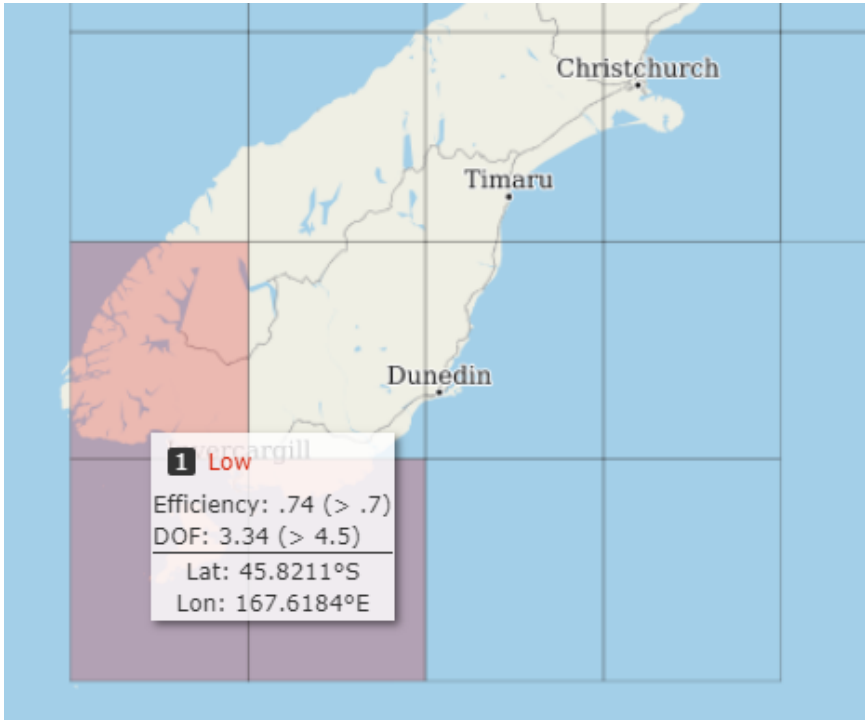 Christchurch
Timaru
Dunedin
Invercargill
1 Low
Efficiency: .74 (> .7)
DOF: 3.34 (> 4.5)
Lat: 45.8211°S
Lon: 167.6184°E